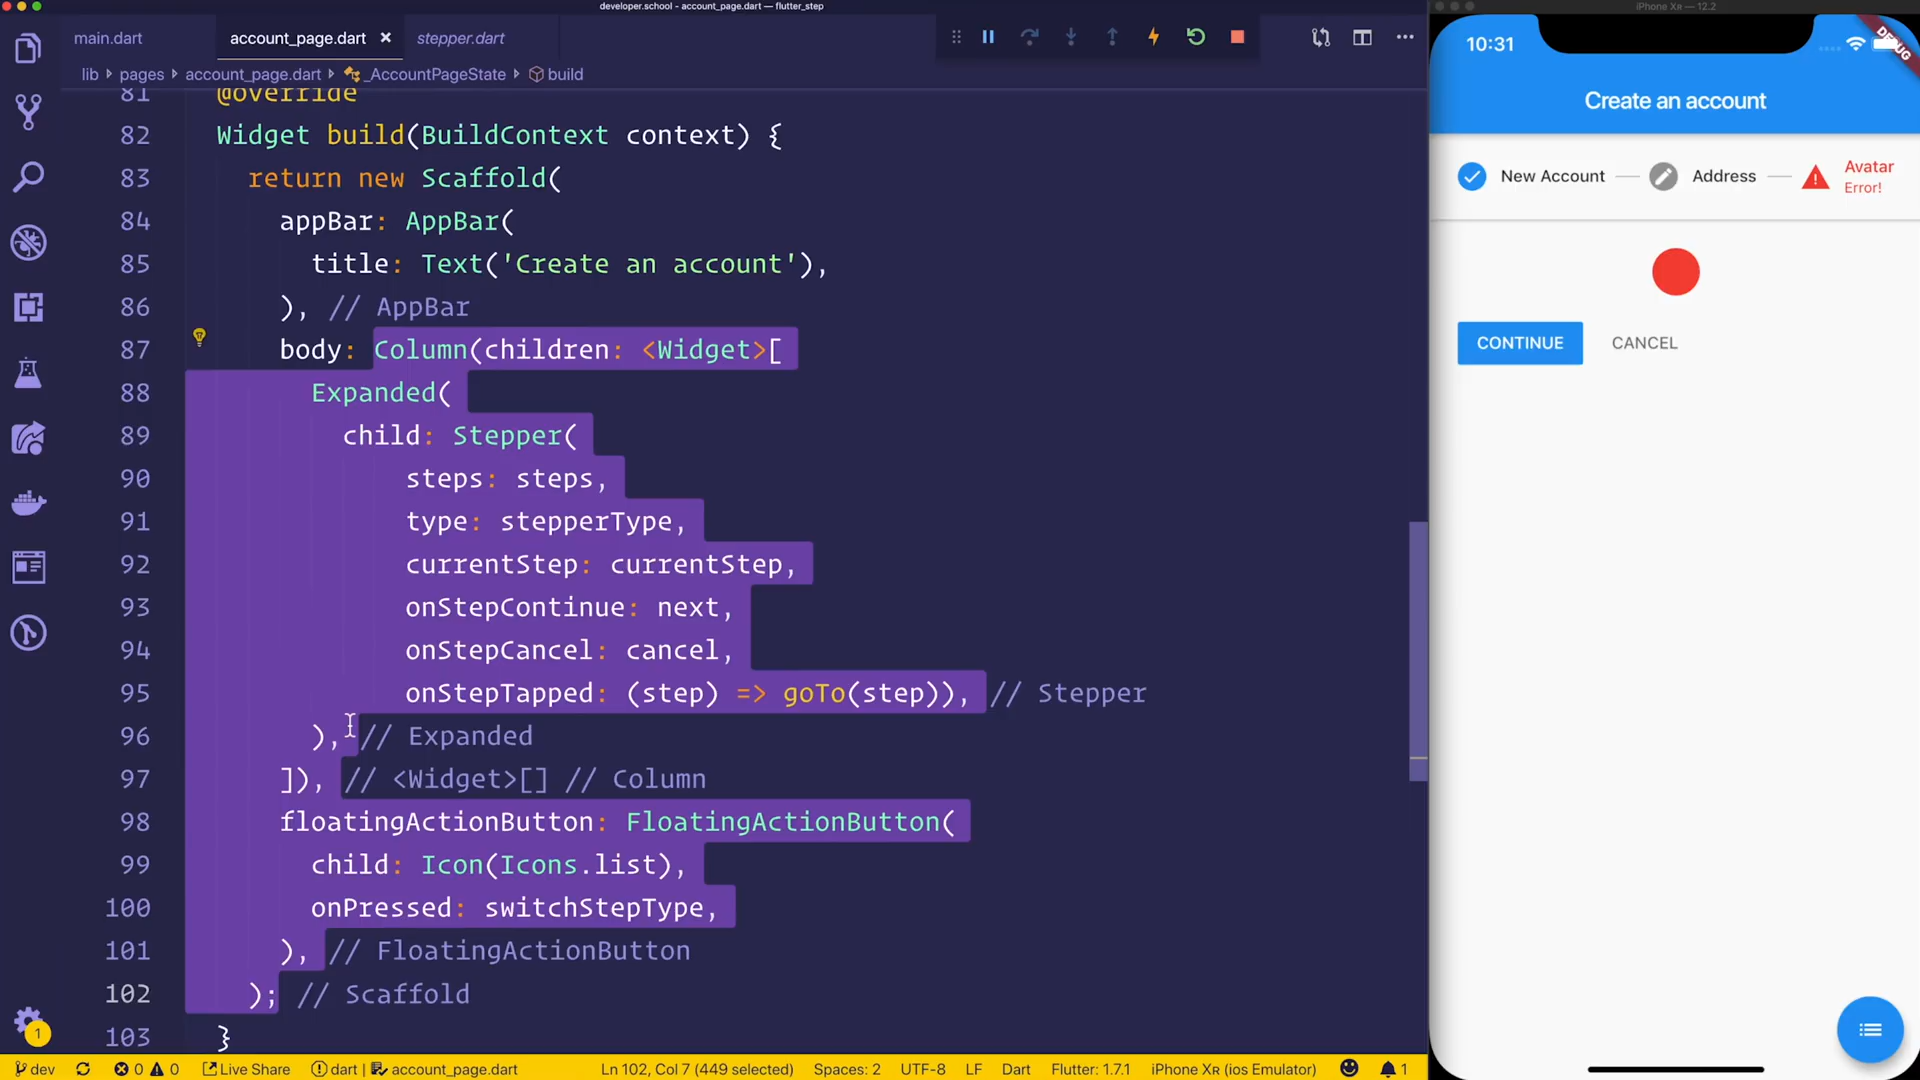 developer.school - account_page.dart — flutter_step
iPhone Xʀ — 12.2
main.dart
account_page.dart
stepper.dart
lib › pages › account_page.dart › _AccountPageState › build
81 @override
82 Widget build(BuildContext context) {
83 return new Scaffold(
84 appBar: AppBar(
85 title: Text('Create an account'),
86 ), // AppBar
87 body: Column(children: <Widget>[
88 Expanded(
89 child: Stepper(
90 steps: steps,
91 type: stepperType,
92 currentStep: currentStep,
93 onStepContinue: next,
94 onStepCancel: cancel,
95 onStepTapped: (step) => goTo(step)), // Stepper
96 ), // Expanded
97 ]), // <Widget>[] // Column
98 floatingActionButton: FloatingActionButton(
99 child: Icon(Icons.list),
100 onPressed: switchStepType,
101 ), // FloatingActionButton
102 ); // Scaffold
103 }
1
dev 0 0 Live Share dart account_page.dart Ln 102, Col 7 (449 selected) Spaces: 2 UTF-8 LF Dart Flutter: 1.7.1 iPhone Xʀ (ios Emulator) 1
10:31
DEBUG
Create an account
New Account
Address
Avatar
Error!
CONTINUE
CANCEL